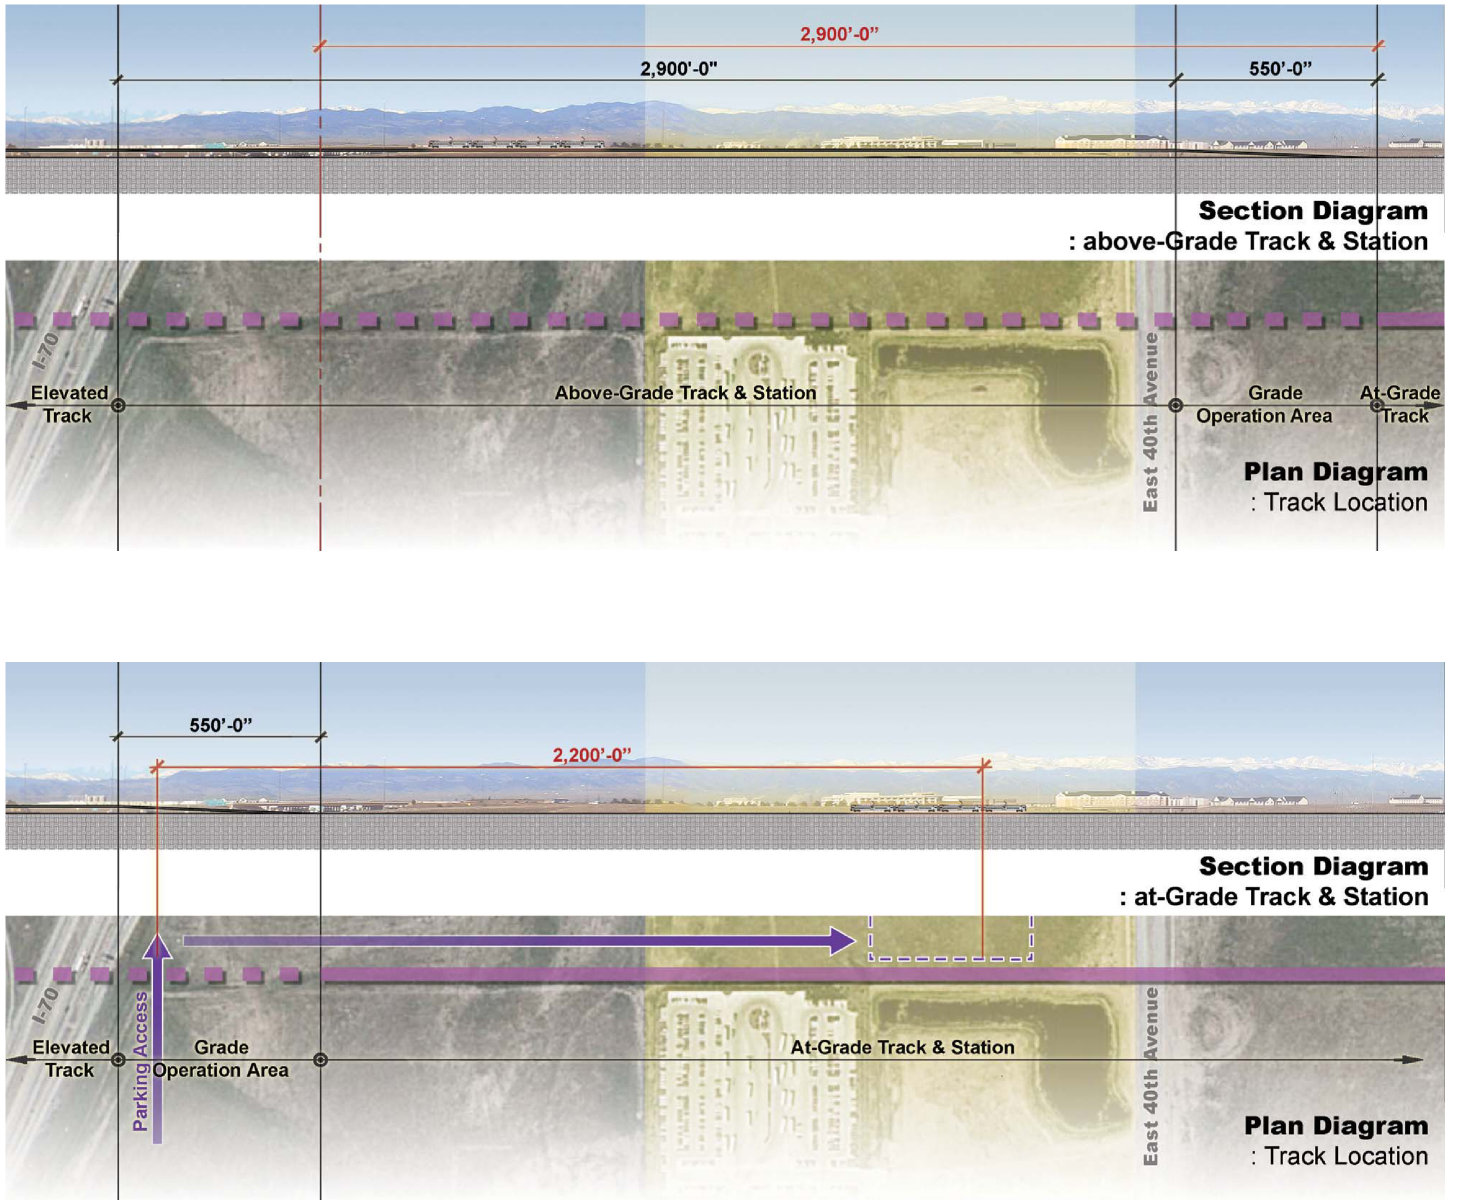 2,900’-0”
2,900'-0"
550’-0”
Section Diagram
: above-Grade Track & Station
I-70
Elevated
Track
Above-Grade Track & Station
East 40th Avenue
Grade
Operation Area
At-Grade
Track
Plan Diagram
: Track Location
550’-0”
2,200’-0”
Section Diagram
: at-Grade Track & Station
I-70
Elevated
Track
Parking Access
Grade
Operation Area
At-Grade Track & Station
East 40th Avenue
Plan Diagram
: Track Location